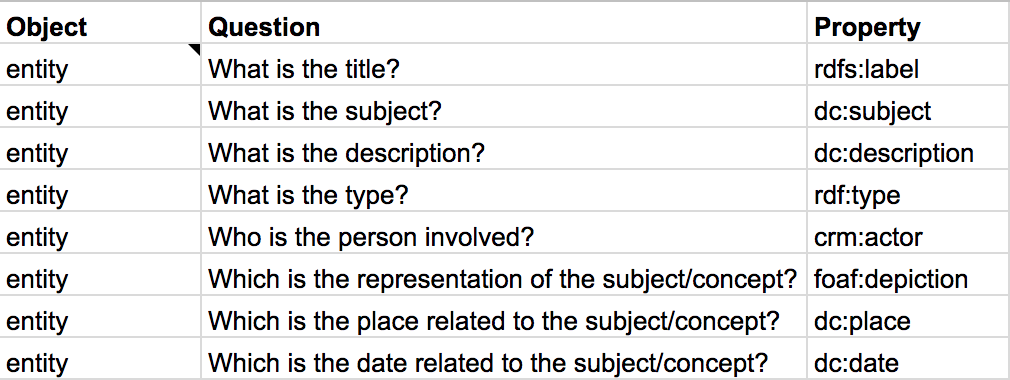 Object Question Property
entity What is the title? rdfs:label
entity What is the subject? dc:subject
entity What is the description? dc:description
entity What is the type? rdf:type
entity Who is the person involved? crm:actor
entity Which is the representation of the subject/concept? foaf:depiction
entity Which is the place related to the subject/concept? dc:place
entity Which is the date related to the subject/concept? dc:date